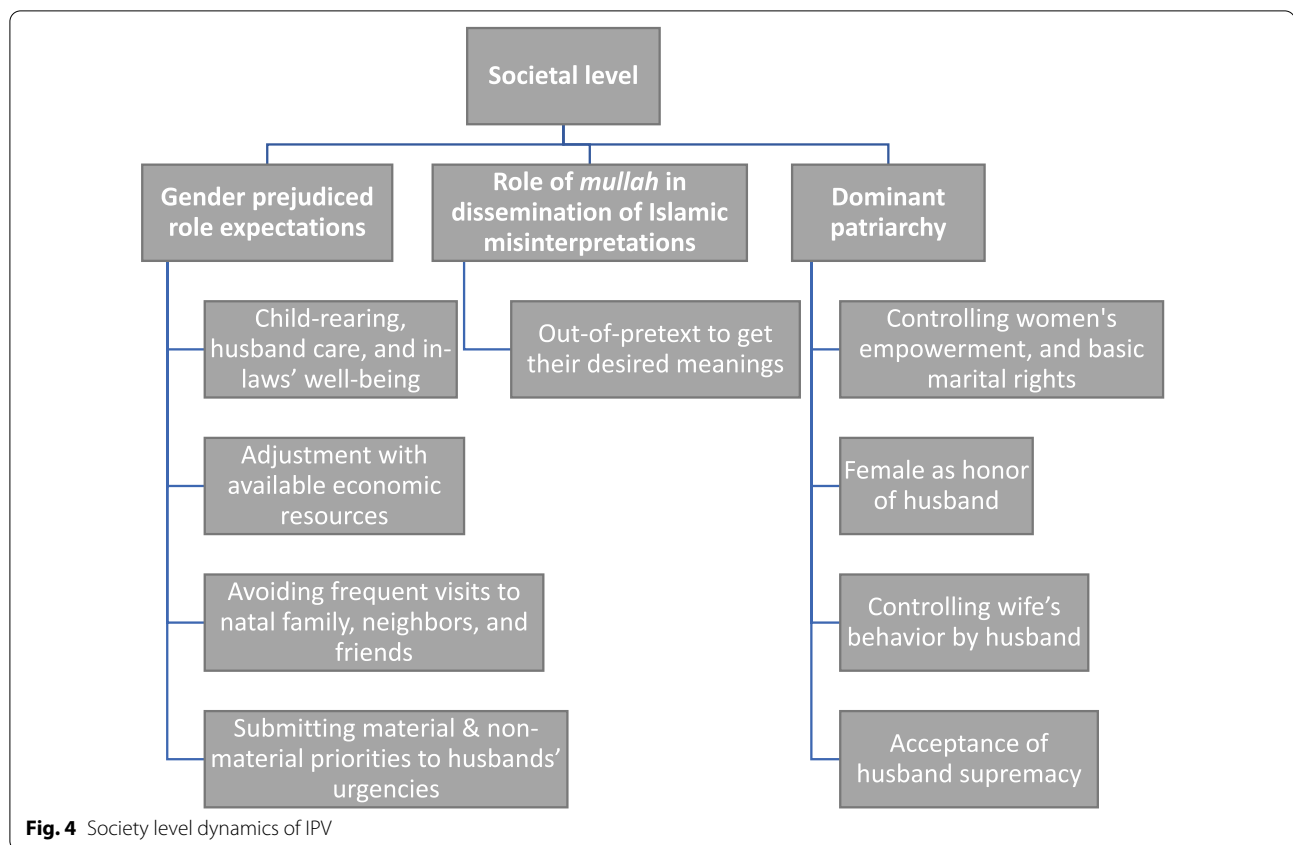 Societal level
Gender prejudiced
role expectations
Child-rearing,
husband care, and in-
laws’ well-being
Adjustment with
available economic
resources
Avoiding frequent visits to
natal family, neighbors, and
friends
Submitting material & non-
material priorities to husbands’
urgencies
Role of mullah in
dissemination of Islamic
misinterpretations
Out-of-pretext to get
their desired meanings
Dominant
patriarchy
Controlling women's
empowerment, and basic
marital rights
Female as honor
of husband
Controlling wife’s
behavior by husband
Acceptance of
husband supremacy
Fig. 4 Society level dynamics of IPV